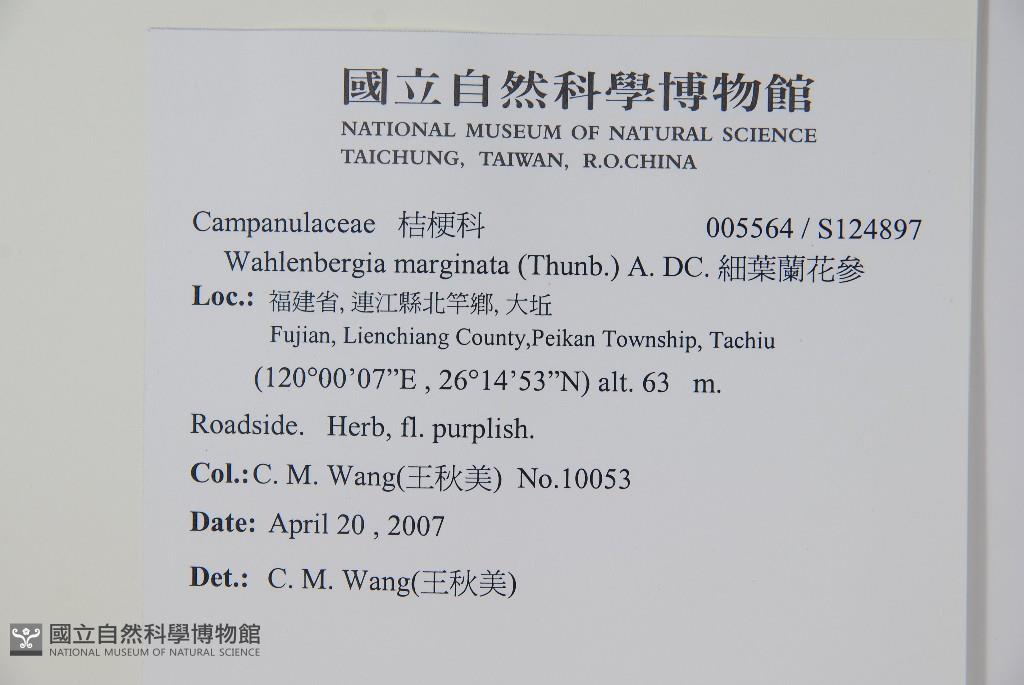 國立自然科學博物館
NATIONAL MUSEUM OF NATURAL SCIENCE
TAICHUNG, TAIWAN, R.O.CHINA
Campanulaceae 桔梗科 005564 / S124897
Wahlenbergia marginata (Thunb.) A. DC. 細葉蘭花參
Loc.: 福建省, 連江縣北竿鄉, 大坵
Fujian, Lienchiang County,Peikan Township, Tachiu
(120°00’07”E , 26°14’53”N) alt. 63 m.
Roadside. Herb, fl. purplish.
Col.: C. M. Wang(王秋美) No.10053
Date: April 20 , 2007
Det.: C. M. Wang(王秋美)
國立自然科學博物館
NATIONAL MUSEUM OF NATURAL SCIENCE